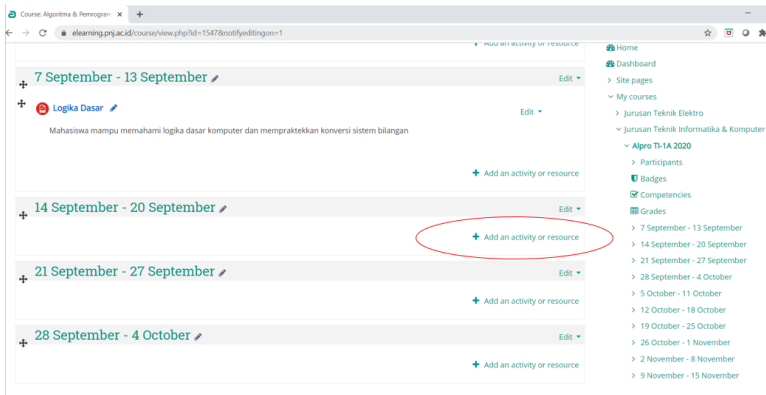 Course: Algoritma & Pemrogram
elearning.pnj.ac.id/course/view.php?id=1547&notifyeditingon=1
Add an activity or resource
7 September - 13 September
Edit
Logika Dasar
Edit
Mahasiswa mampu memahami logika dasar komputer dan mempraktekkan konversi sistem bilangan
Add an activity or resource
14 September - 20 September
Edit
Add an activity or resource
21 September - 27 September
Edit
Add an activity or resource
28 September - 4 October
Edit
Add an activity or resource
Home
Dashboard
Site pages
My courses
Jurusan Teknik Elektro
Jurusan Teknik Informatika & Komputer
Alpro TI-1A 2020
Participants
Badges
Competencies
Grades
7 September - 13 September
14 September - 20 September
21 September - 27 September
28 September - 4 October
5 October - 11 October
12 October - 18 October
19 October - 25 October
26 October - 1 November
2 November - 8 November
9 November - 15 November